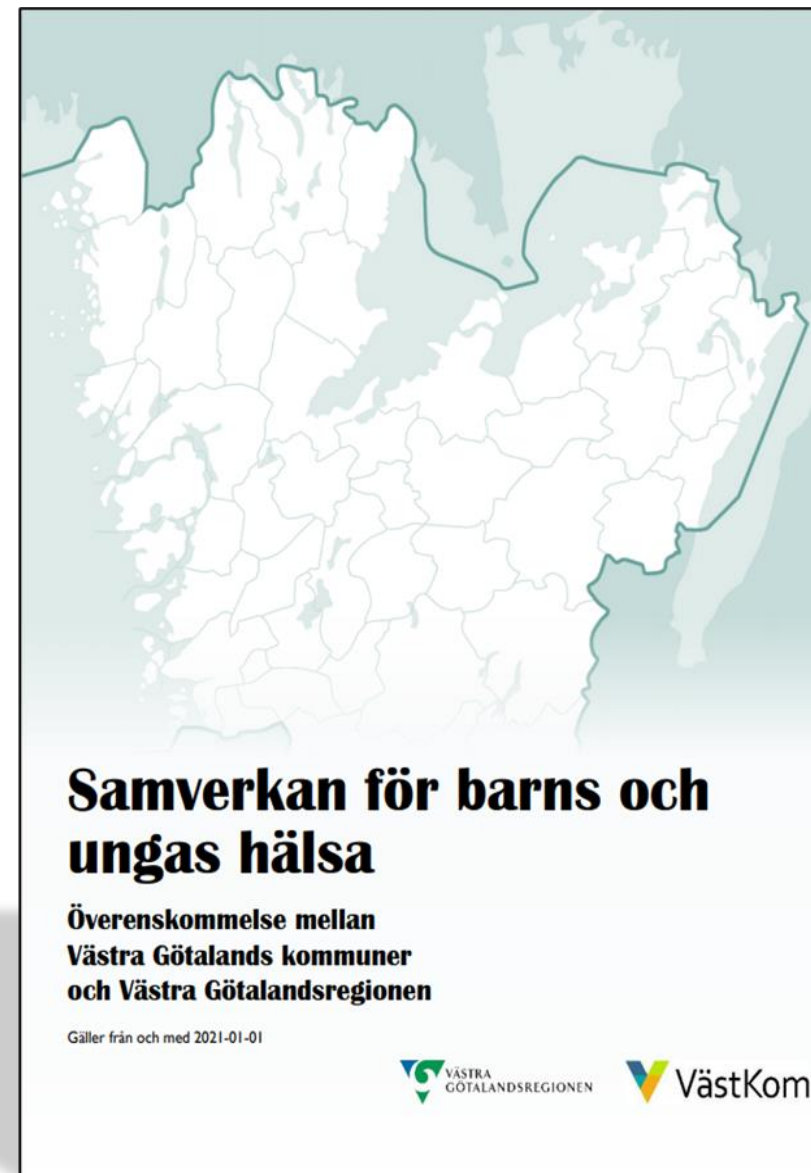 Samverkan för barns och
ungas hälsa
Överenskommelse mellan
Västra Götalands kommuner
och Västra Götalandsregionen
Gäller från och med 2021-01-01
VÄSTRA
GÖTALANDSREGIONEN
VästKom